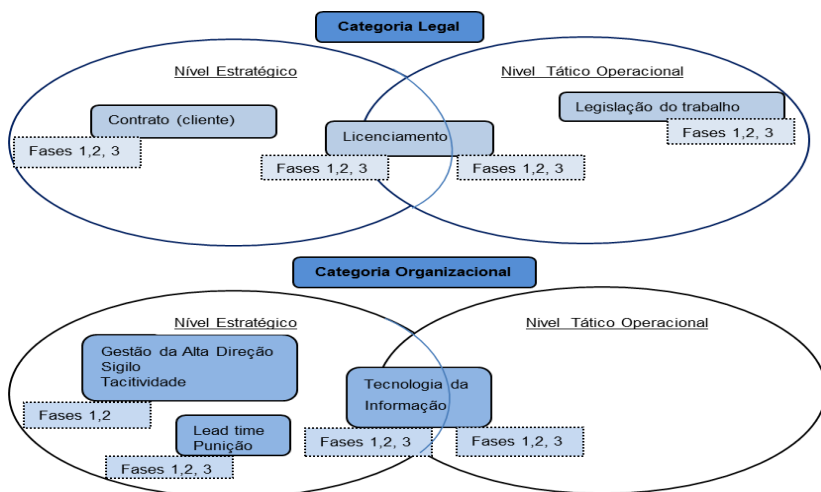 Categoria Legal
Nível Estratégico
Nivel Tático Operacional
Contrato (cliente)
Fases 1,2, 3
Licenciamento
Fases 1,2, 3
Fases 1,2, 3
Legislação do trabalho
Fases 1,2, 3
Categoria Organizacional
Nível Estratégico
Nivel Tático Operacional
Gestão da Alta Direção
Sigilo
Tacitividade
Fases 1,2
Lead time
Punição
Fases 1,2, 3
Tecnologia da
Informação
Fases 1,2, 3
Fases 1,2, 3